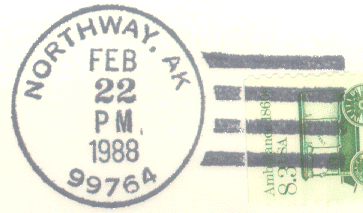 NORTHWAY, AK
FEB
22
PM
1988
99764
Ambulance 1860s
8.3
USA